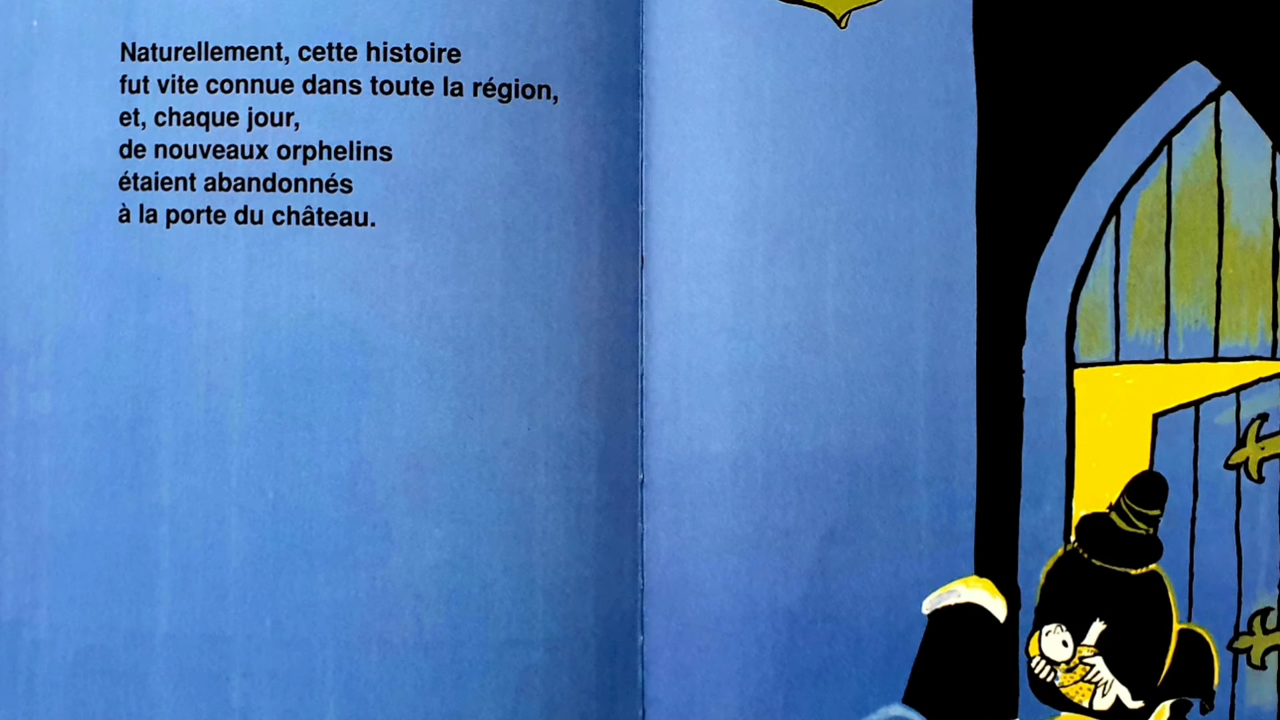 Naturellement, cette histoire
fut vite connue dans toute la région,
et, chaque jour,
de nouveaux orphelins
étaient abandonnés
à la porte du château.